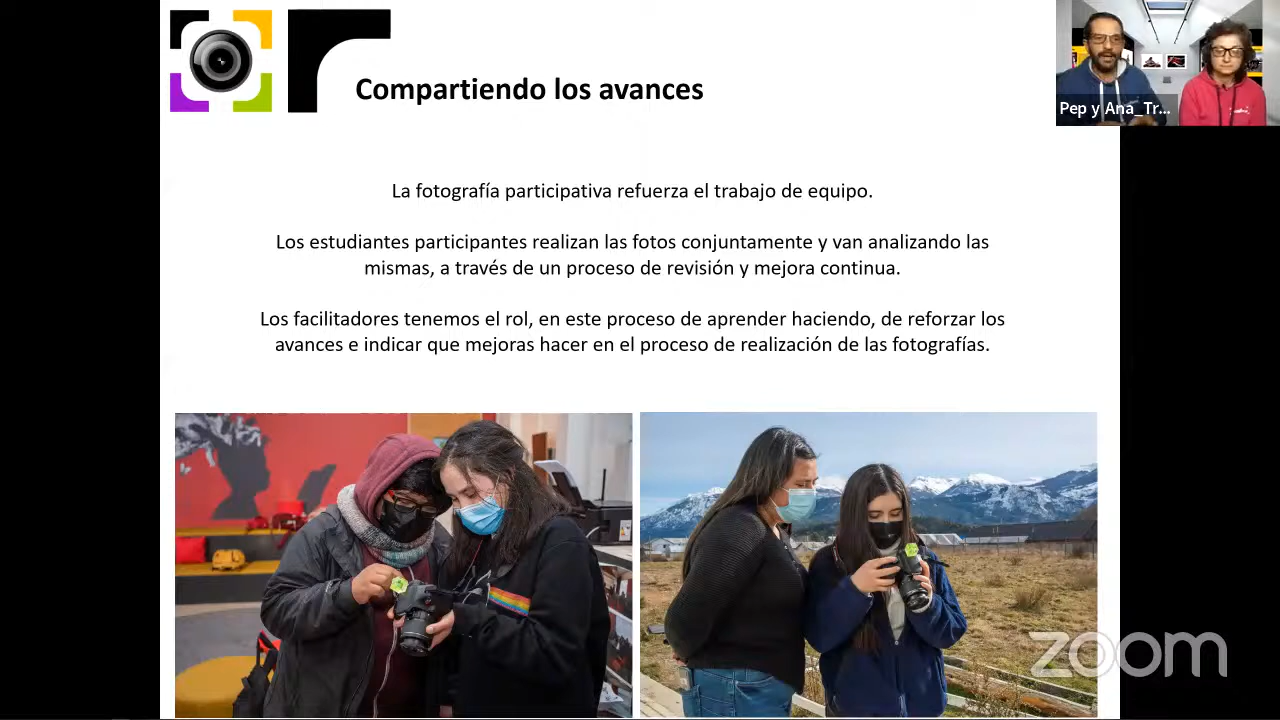 Compartiendo los avances
Pep y Ana_Tr...
La fotografía participativa refuerza el trabajo de equipo.
Los estudiantes participantes realizan las fotos conjuntamente y van analizando las
mismas, a través de un proceso de revisión y mejora continua.
Los facilitadores tenemos el rol, en este proceso de aprender haciendo, de reforzar los
avances e indicar que mejoras hacer en el proceso de realización de las fotografías.
zoom